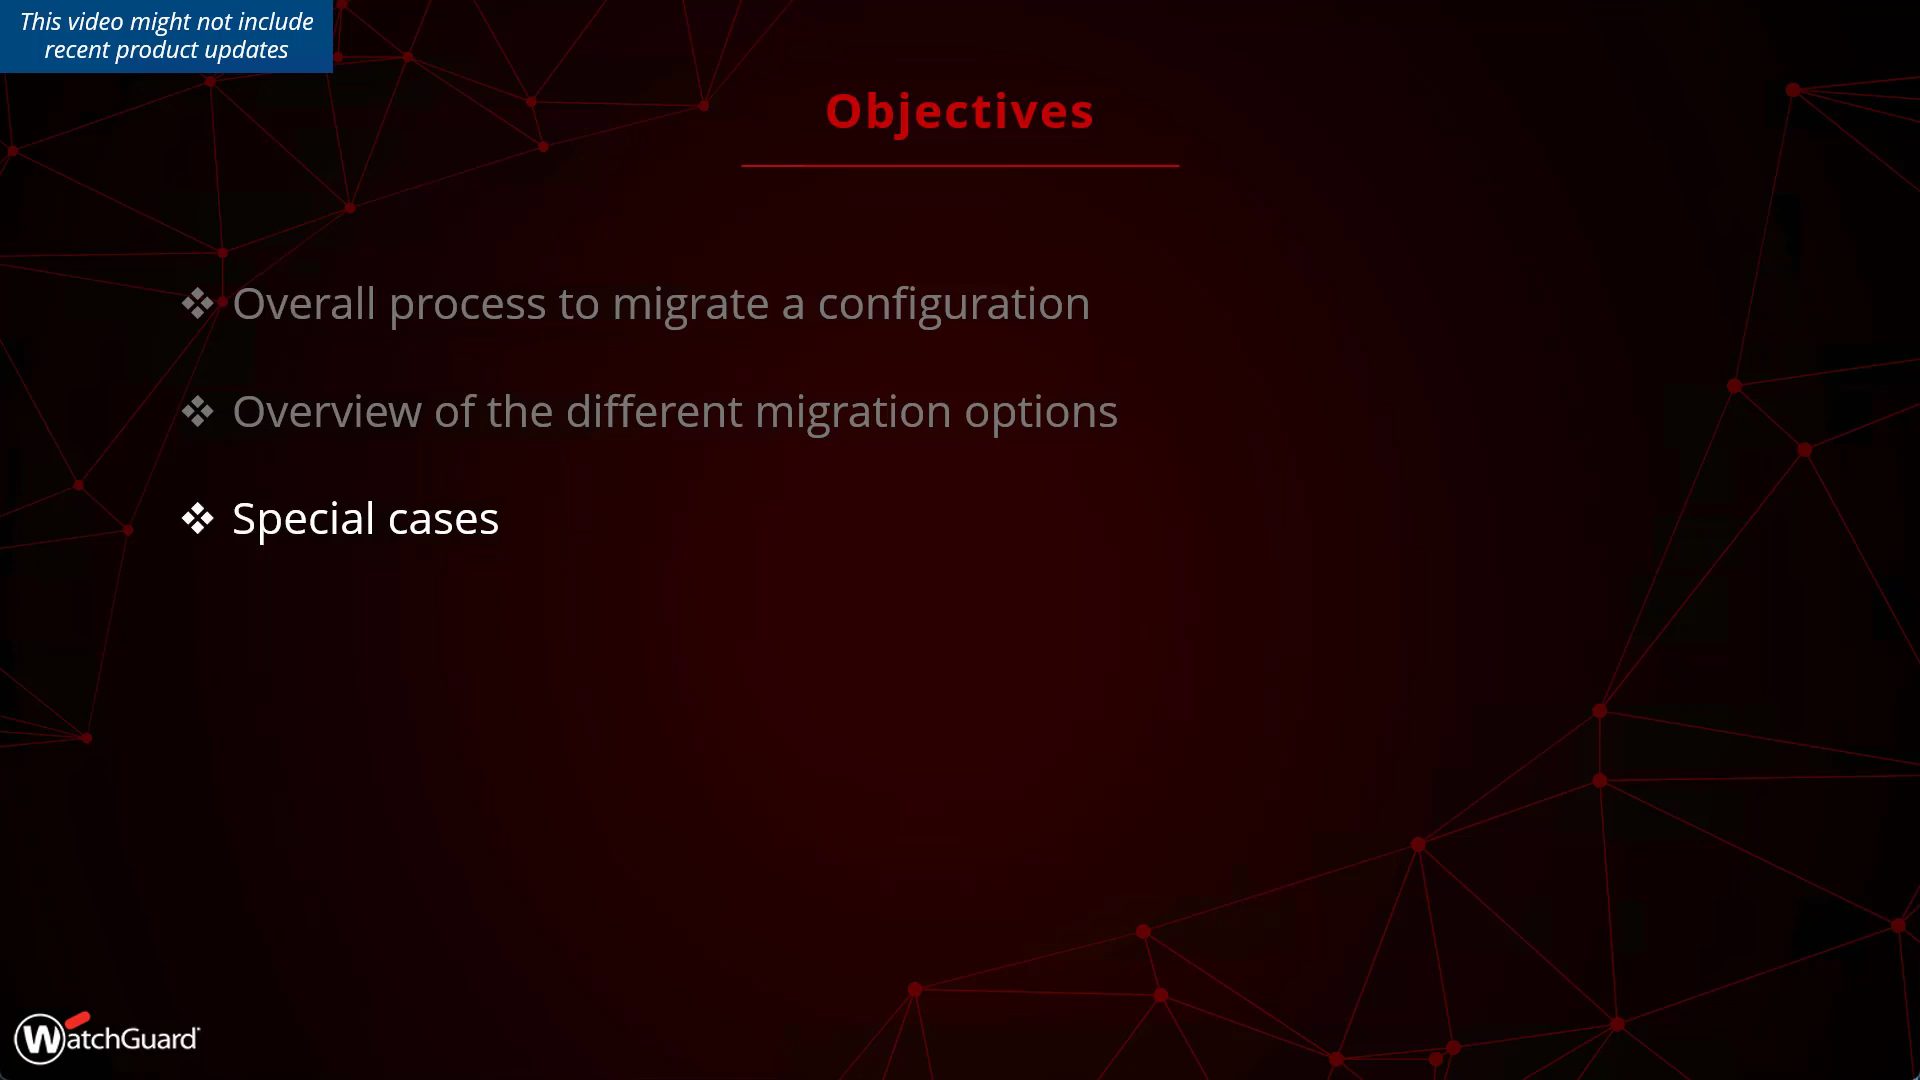 This video might not include
recent product updates
Objectives
❖ Overall process to migrate a configuration
❖ Overview of the different migration options
❖ Special cases
WatchGuard